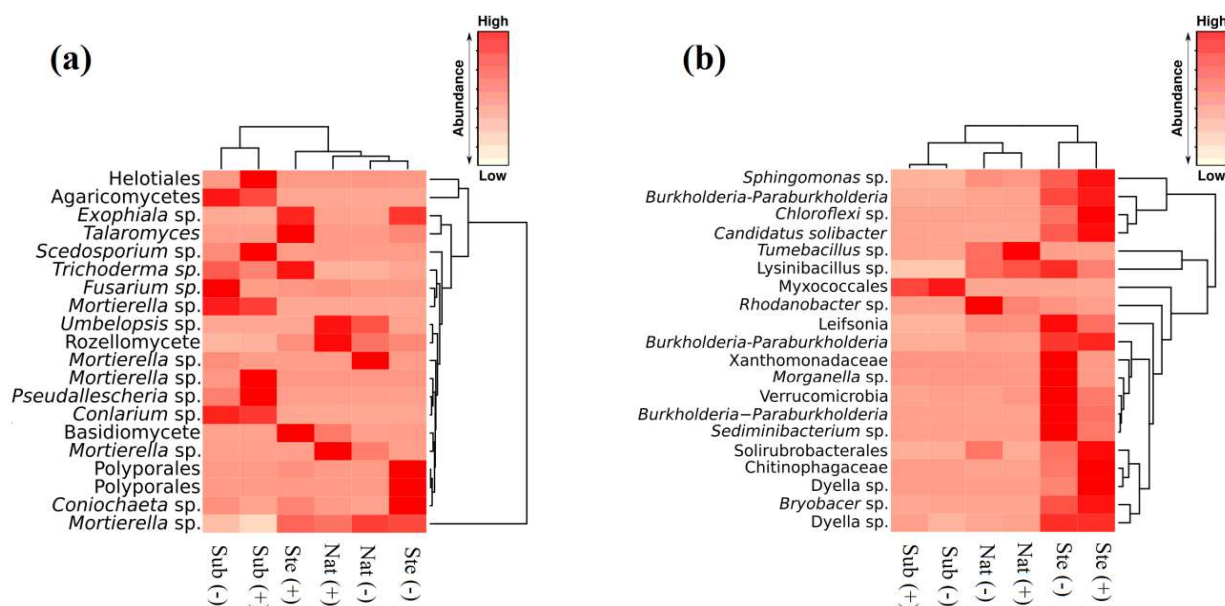 (a)
High
Abundance
Low
Helotiales
Agaricomycetes
Exophiala sp.
Talaromyces
Scedosporium sp.
Trichoderma sp.
Fusarium sp.
Mortierella sp.
Umbelopsis sp.
Rozellomycete
Mortierella sp.
Mortierella sp.
Pseudallescheria sp.
Conlarium sp.
Basidiomycete
Mortierella sp.
Polyporales
Polyporales
Coniochaeta sp.
Mortierella sp.
Sub (-)
Sub (+)
Ste (+)
Nat (+)
Nat (-)
Ste (-)
(b)
High
Abundance
Low
Sphingomonas sp.
Burkholderia-Paraburkholderia
Chloroflexi sp.
Candidatus solibacter
Tumebacillus sp.
Lysinibacillus sp.
Myxococcales
Rhodanobacter sp.
Leifsonia
Burkholderia-Paraburkholderia
Xanthomonadaceae
Morganella sp.
Verrucomicrobia
Burkholderia−Paraburkholderia
Sediminibacterium sp.
Solirubrobacterales
Chitinophagaceae
Dyella sp.
Bryobacer sp.
Dyella sp.
Sub (+)
Sub (-)
Nat (-)
Nat (+)
Ste (-)
Ste (+)